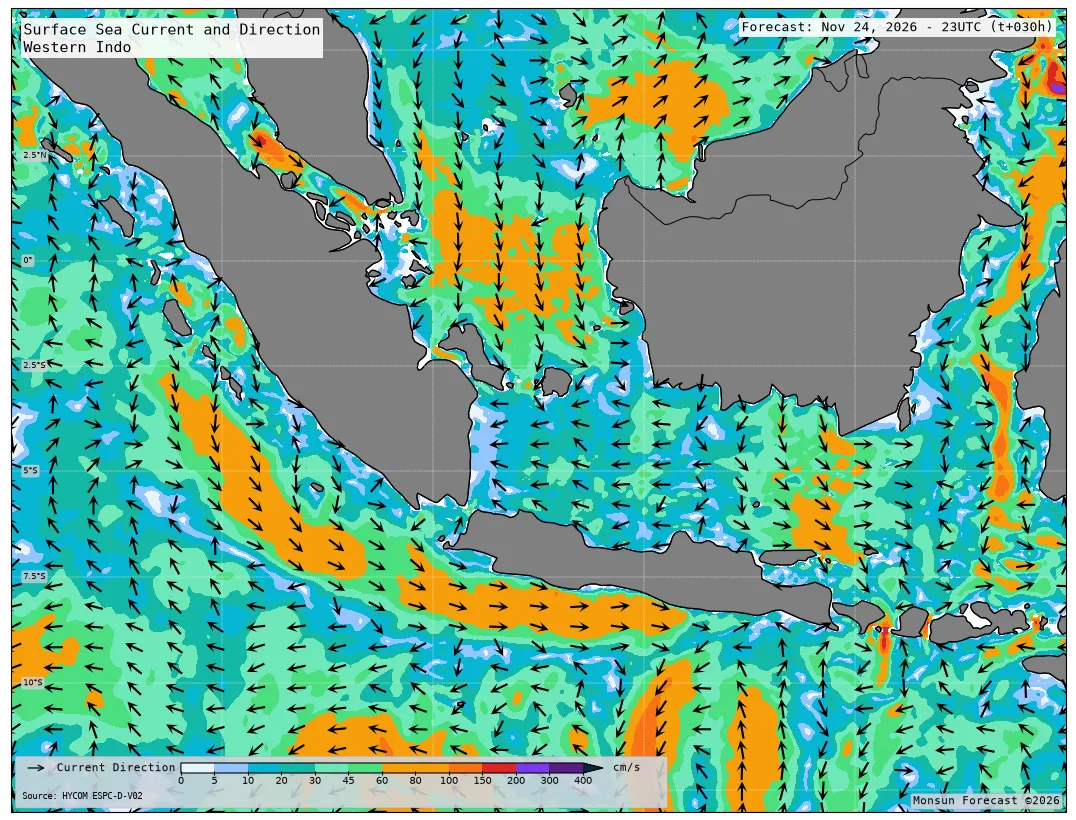 Surface Sea Current and Direction
Western Indo
Forecast: Nov 24, 2026 - 23UTC (t+030h)
2.5°N
0°
2.5°S
5°S
7.5°S
10°S
Current Direction
0 5 10 20 30 45 60 80 100 150 200 300 400
cm/s
Source: HYCOM ESPC-D-V02
Monsun Forecast ©2026